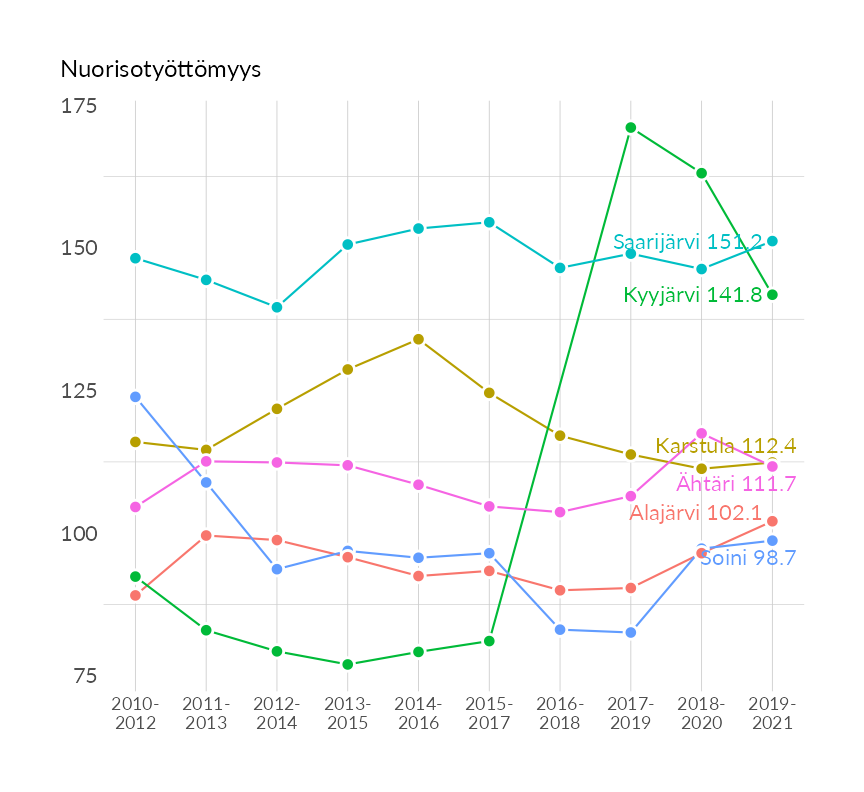 Nuorisotyöttömyys
175
150
125
100
75
Saarijärvi 151.2
Kyyjärvi 141.8
Karstula 112.4
Ähtäri 111.7
Alajärvi 102.1
Soini 98.7
2010- 2011- 2012- 2013- 2014- 2015- 2016- 2017- 2018- 2019-
2012 2013 2014 2015 2016 2017 2018 2019 2020 2021